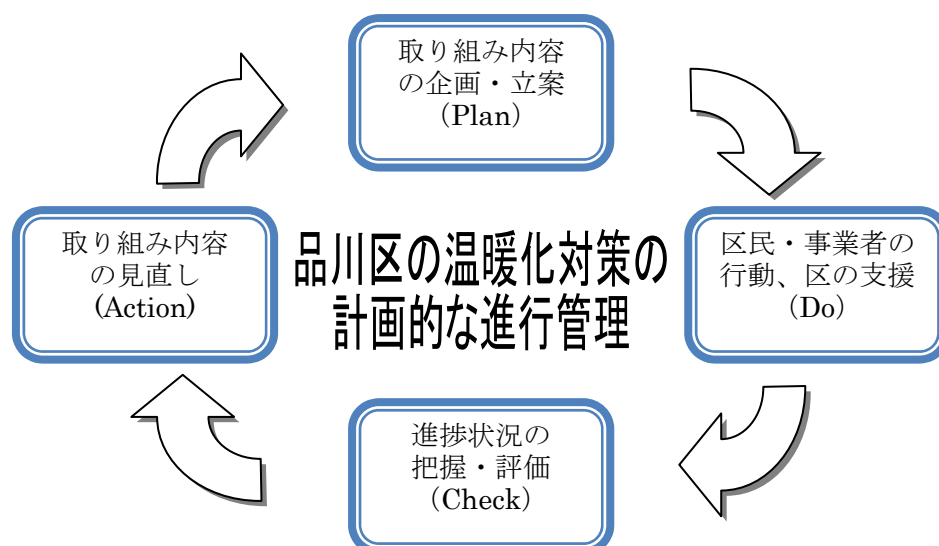 取り組み内容
の企画・立案
（Plan）
取り組み内容
の見直し
(Action)
品川区の温暖化対策の
計画的な進行管理
区民・事業者の
行動、区の支援
（Do）
進捗状況の
把握・評価
（Check）